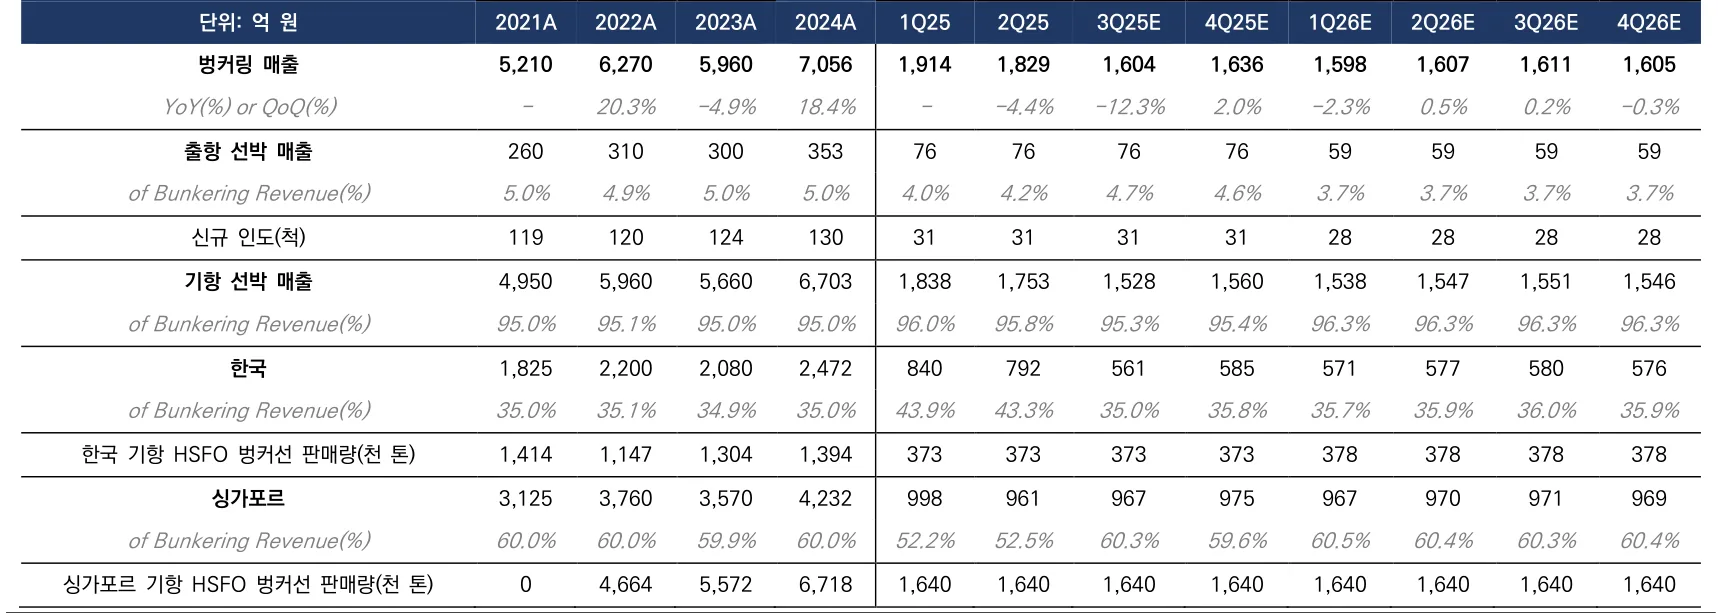 단위: 억 원 2021A 2022A 2023A 2024A 1Q25 2Q25 3Q25E 4Q25E 1Q26E 2Q26E 3Q26E 4Q26E
벙커링 매출 5,210 6,270 5,960 7,056 1,914 1,829 1,604 1,636 1,598 1,607 1,611 1,605
YoY(%) or QoQ(%) - 20.3% -4.9% 18.4% - -4.4% -12.3% 2.0% -2.3% 0.5% 0.2% -0.3%
출항 선박 매출 260 310 300 353 76 76 76 76 59 59 59 59
of Bunkering Revenue(%) 5.0% 4.9% 5.0% 5.0% 4.0% 4.2% 4.7% 4.6% 3.7% 3.7% 3.7% 3.7%
신규 인도(척) 119 120 124 130 31 31 31 31 28 28 28 28
기항 선박 매출 4,950 5,960 5,660 6,703 1,838 1,753 1,528 1,560 1,538 1,547 1,551 1,546
of Bunkering Revenue(%) 95.0% 95.1% 95.0% 95.0% 96.0% 95.8% 95.3% 95.4% 96.3% 96.3% 96.3% 96.3%
한국 1,825 2,200 2,080 2,472 840 792 561 585 571 577 580 576
of Bunkering Revenue(%) 35.0% 35.1% 34.9% 35.0% 43.9% 43.3% 35.0% 35.8% 35.7% 35.9% 36.0% 35.9%
한국 기항 HSFO 벙커선 판매량(천 톤) 1,414 1,147 1,304 1,394 373 373 373 373 378 378 378 378
싱가포르 3,125 3,760 3,570 4,232 998 961 967 975 967 970 971 969
of Bunkering Revenue(%) 60.0% 60.0% 59.9% 60.0% 52.2% 52.5% 60.3% 59.6% 60.5% 60.4% 60.3% 60.4%
싱가포르 기항 HSFO 벙커선 판매량(천 톤) 0 4,664 5,572 6,718 1,640 1,640 1,640 1,640 1,640 1,640 1,640 1,640